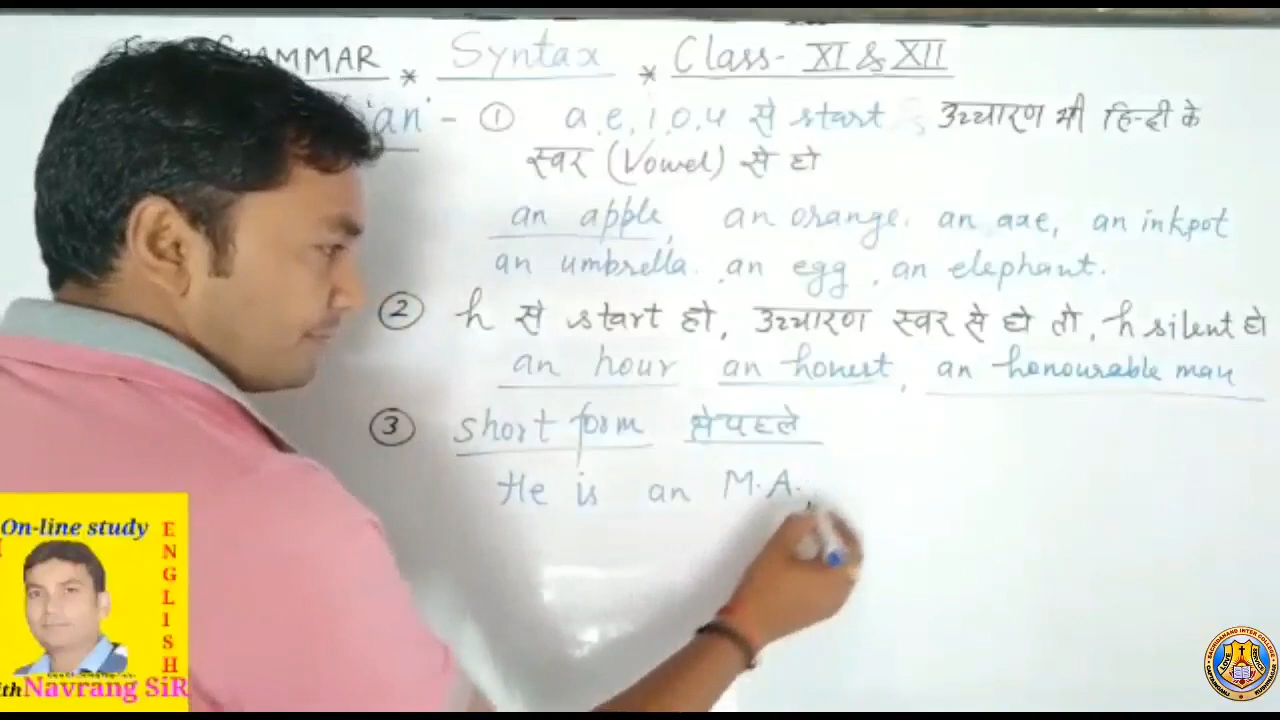 GRAMMAR * Syntax * Class- XI & XII
'an' - ① a, e, i, o, u से start उच्चारण भी हिन्दी के
स्वर (Vowel) से हो
an apple, an orange. an axe, an inkpot
an umbrella, an egg, an elephant.
② h से start हो, उच्चारण स्वर से हो तो, h silent हो
an hour an honest, an honourable man
③ short form से पहले
He is an M.A.
On-line study
ENGLISH
Navrang SiR